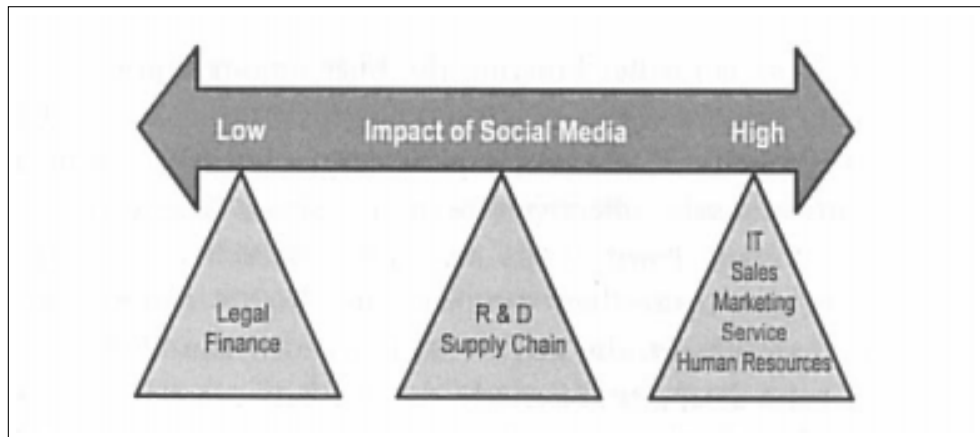 Low Impact of Social Media High
Legal
Finance
R & D
Supply Chain
IT
Sales
Marketing
Service
Human Resources